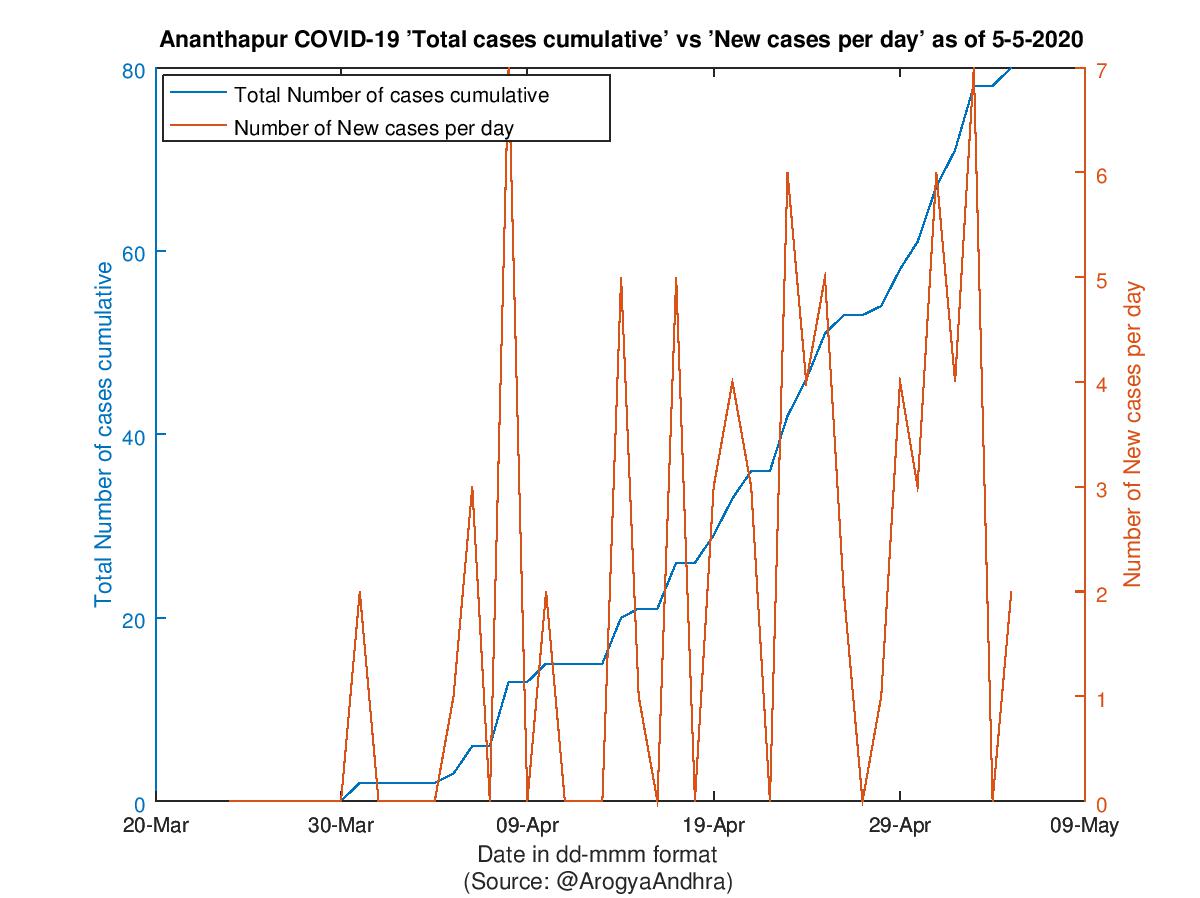 Ananthapur COVID-19 ’Total cases cumulative’ vs ’New cases per day’ as of 5-5-2020
Total Number of cases cumulative
Number of New cases per day
80
60
40
20
0
Total Number of cases cumulative
7
6
5
4
3
2
1
0
Number of New cases per day
20-Mar 30-Mar 09-Apr 19-Apr 29-Apr 09-May
Date in dd-mmm format
(Source: @ArogyaAndhra)